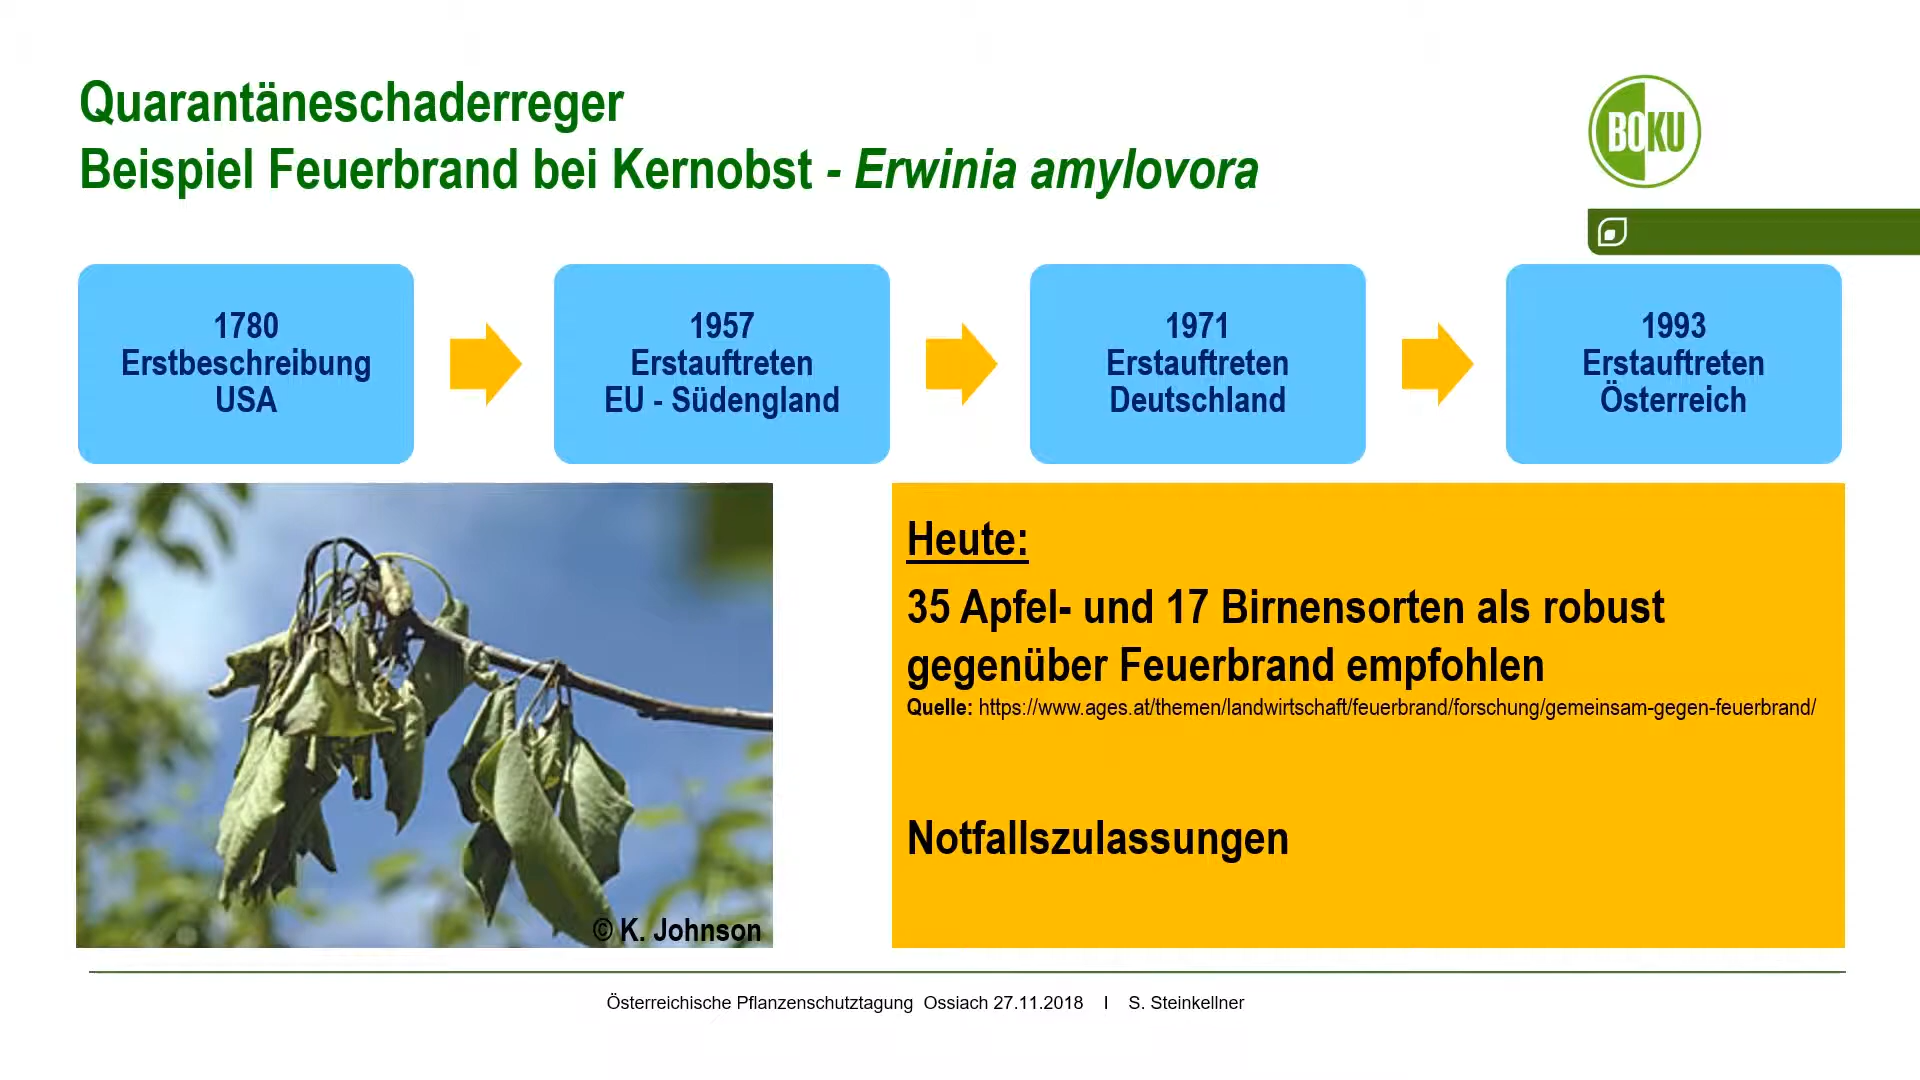 Quarantäneschaderreger
Beispiel Feuerbrand bei Kernobst - Erwinia amylovora
BOKU
1780
Erstbeschreibung
USA
1957
Erstauftreten
EU - Südengland
1971
Erstauftreten
Deutschland
1993
Erstauftreten
Österreich
Heute:
35 Apfel- und 17 Birnensorten als robust
gegenüber Feuerbrand empfohlen
Quelle: https://www.ages.at/themen/landwirtschaft/feuerbrand/forschung/gemeinsam-gegen-feuerbrand/
Notfallszulassungen
© K. Johnson
Österreichische Pflanzenschutztagung Ossiach 27.11.2018 I S. Steinkellner